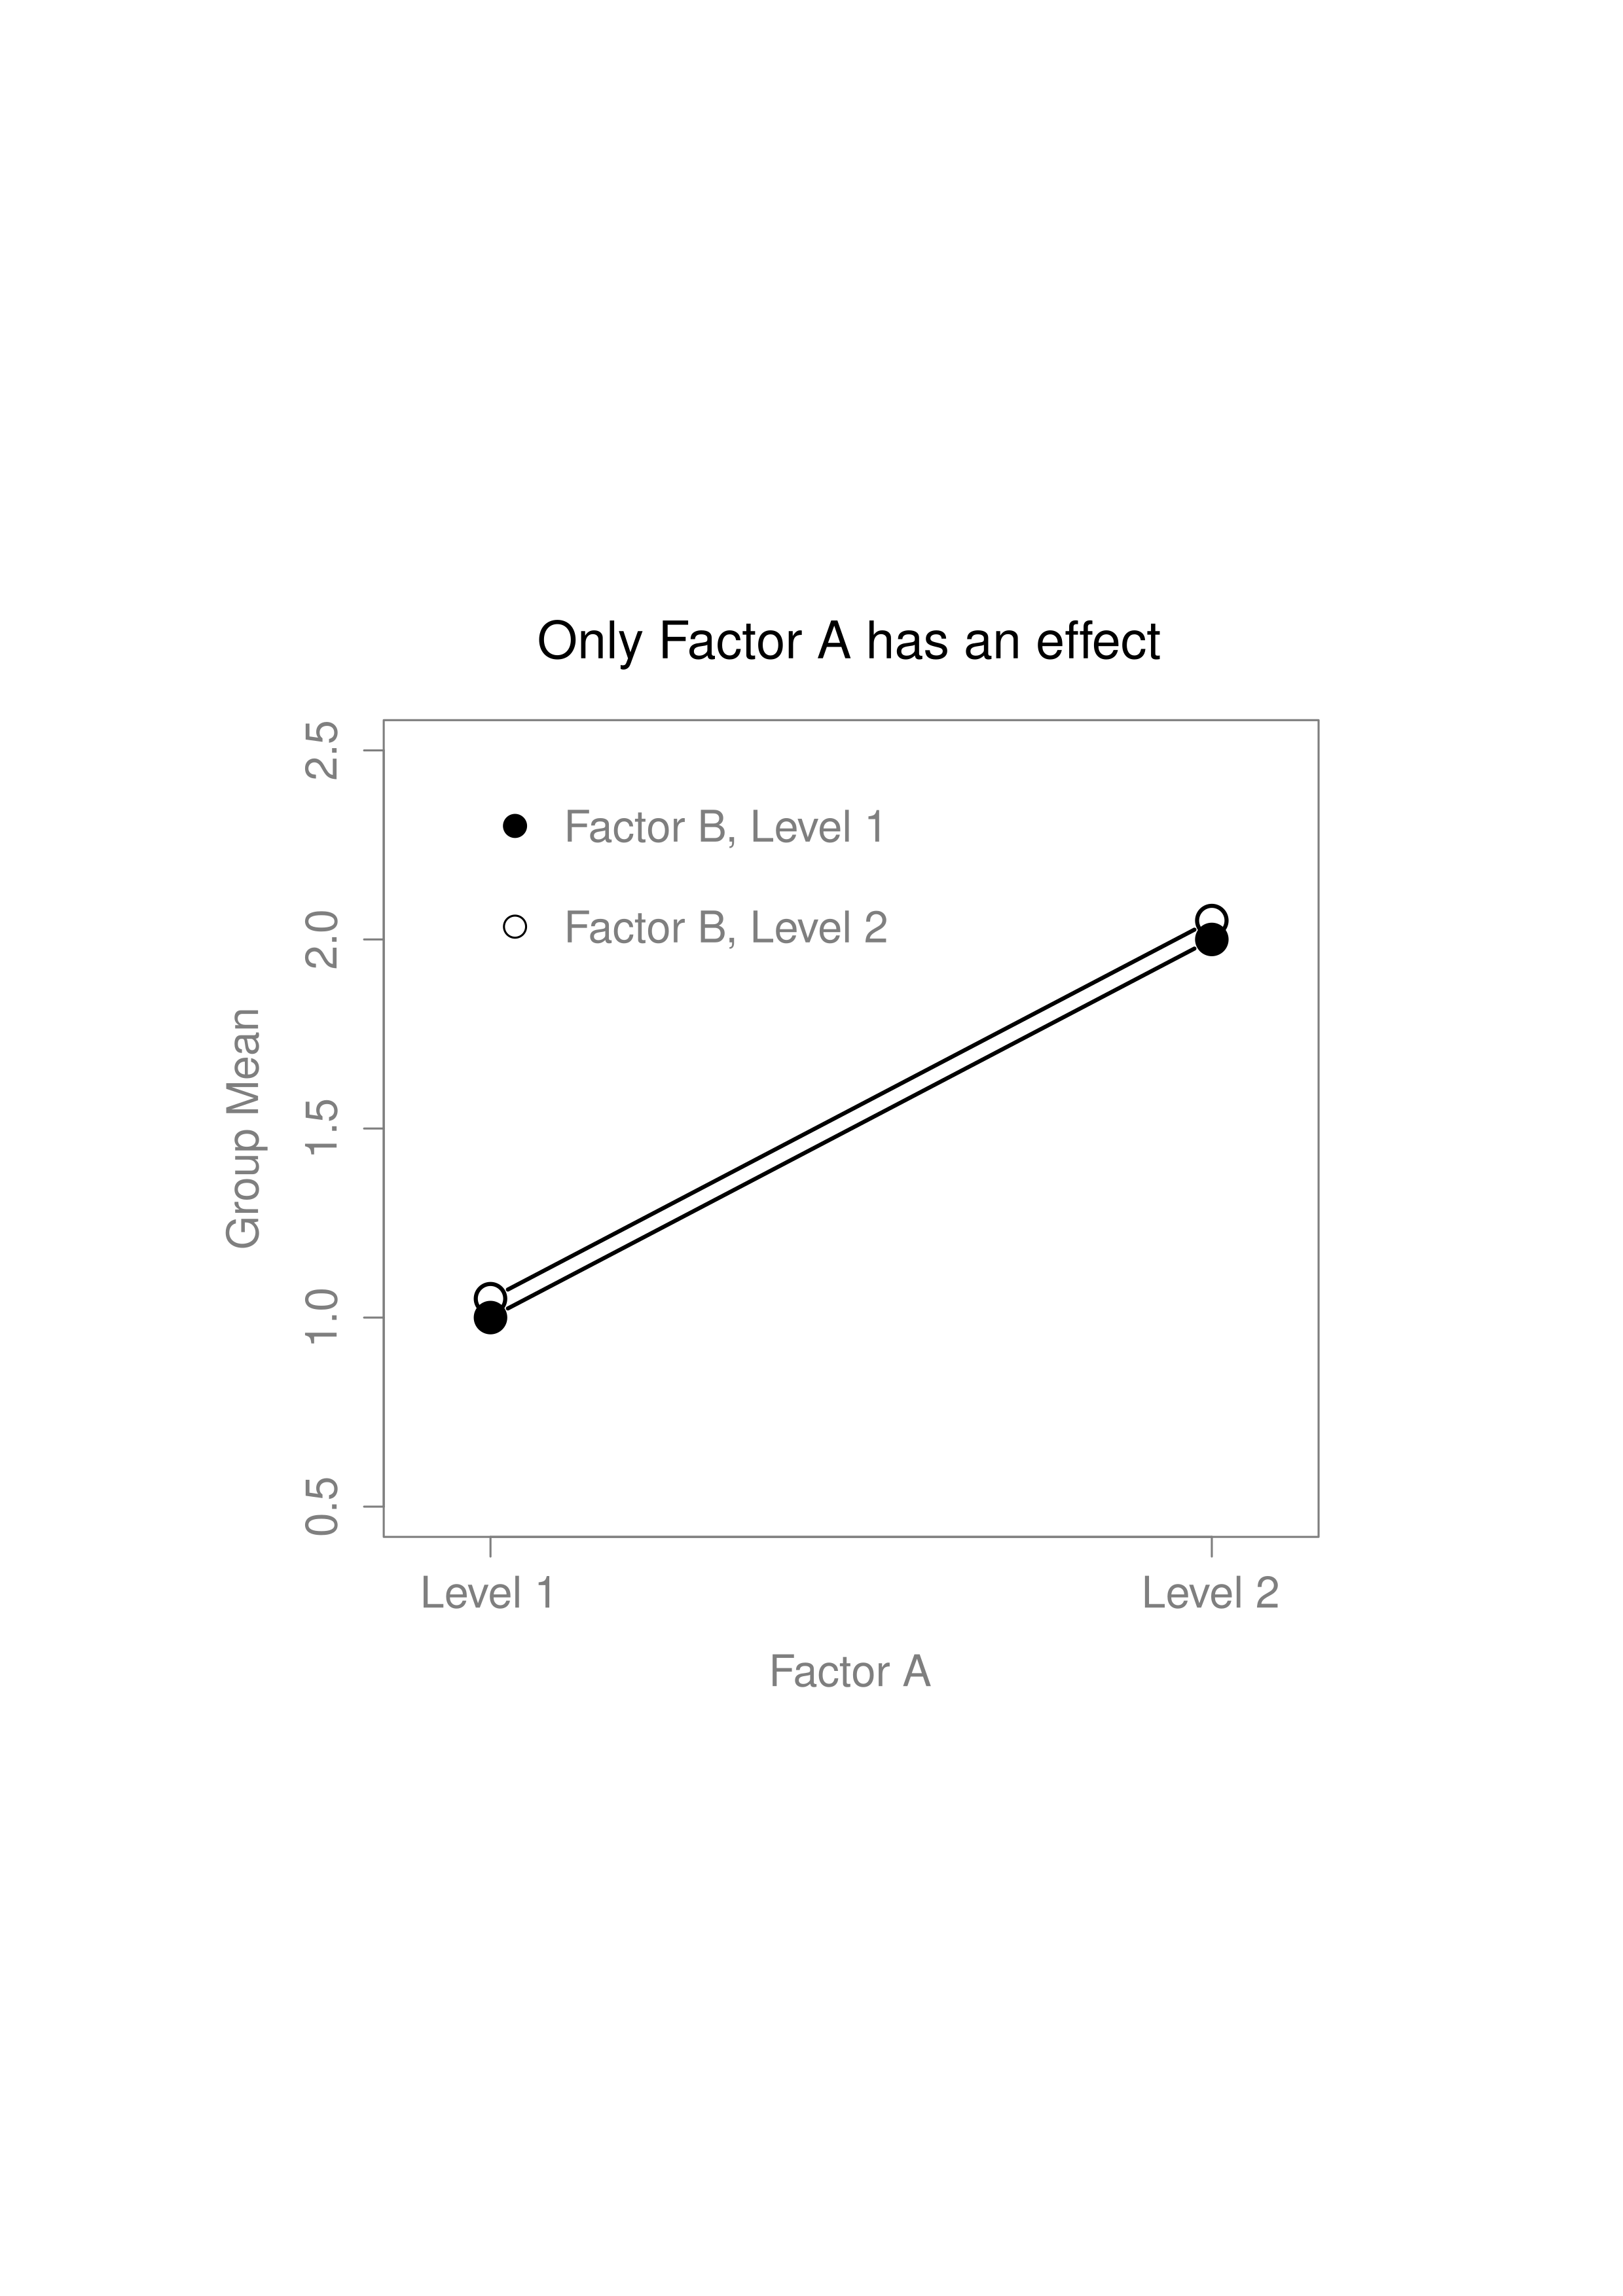 Only Factor A has an effect
2.5
2.0
1.5
1.0
0.5
Group Mean
Factor B, Level 1
Factor B, Level 2
Level 1
Level 2
Factor A